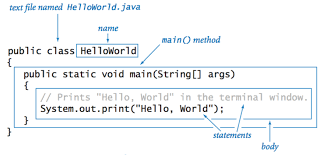 text file named HelloWorld.java
name
main() method
public class HelloWorld
{
public static void main(String[] args)
{
// Prints "Hello, World" in the terminal window.
System.out.print("Hello, World");
}
statements
}
body